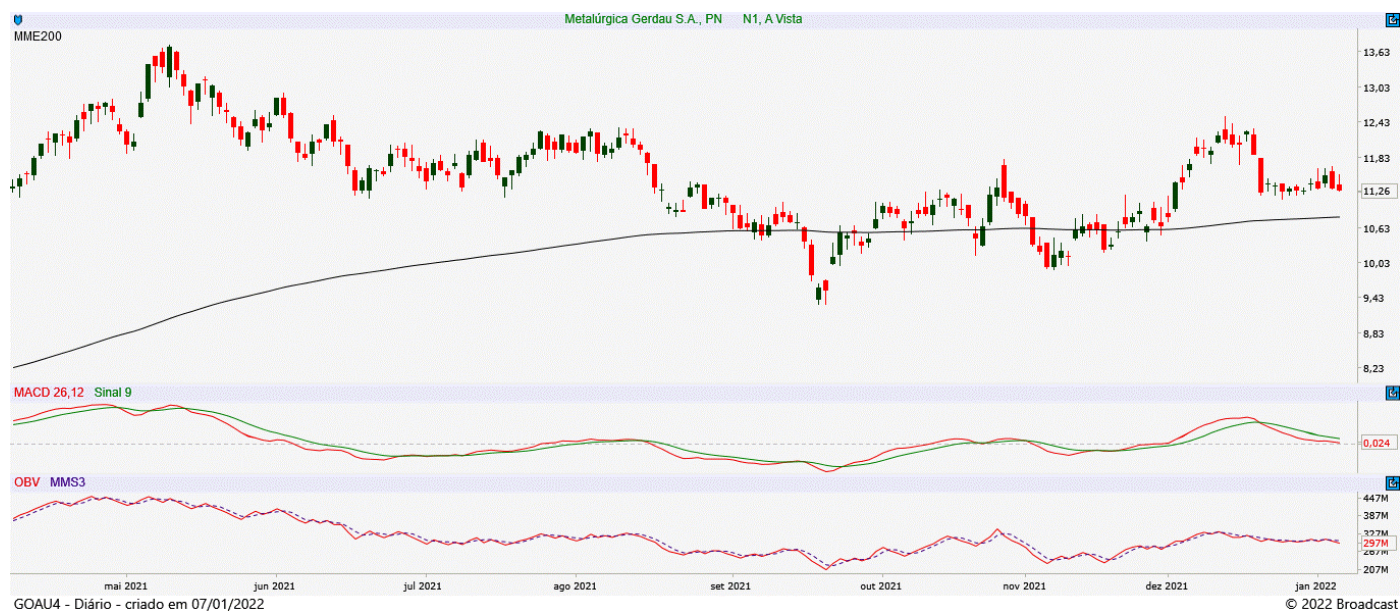 Metalúrgica Gerdau S.A., PN N1, A Vista
MME200
13,63
13,03
12,43
11,83
11,26
10,63
10,03
9,43
8,83
8,23
MACD 26,12 Sinal 9
0,024
OBV MMS3
447M
387M
327M
297M
267M
207M
mai 2021 jun 2021 jul 2021 ago 2021 set 2021 out 2021 nov 2021 dez 2021 jan 2022
GOAU4 - Diário - criado em 07/01/2022 © 2022 Broadcast